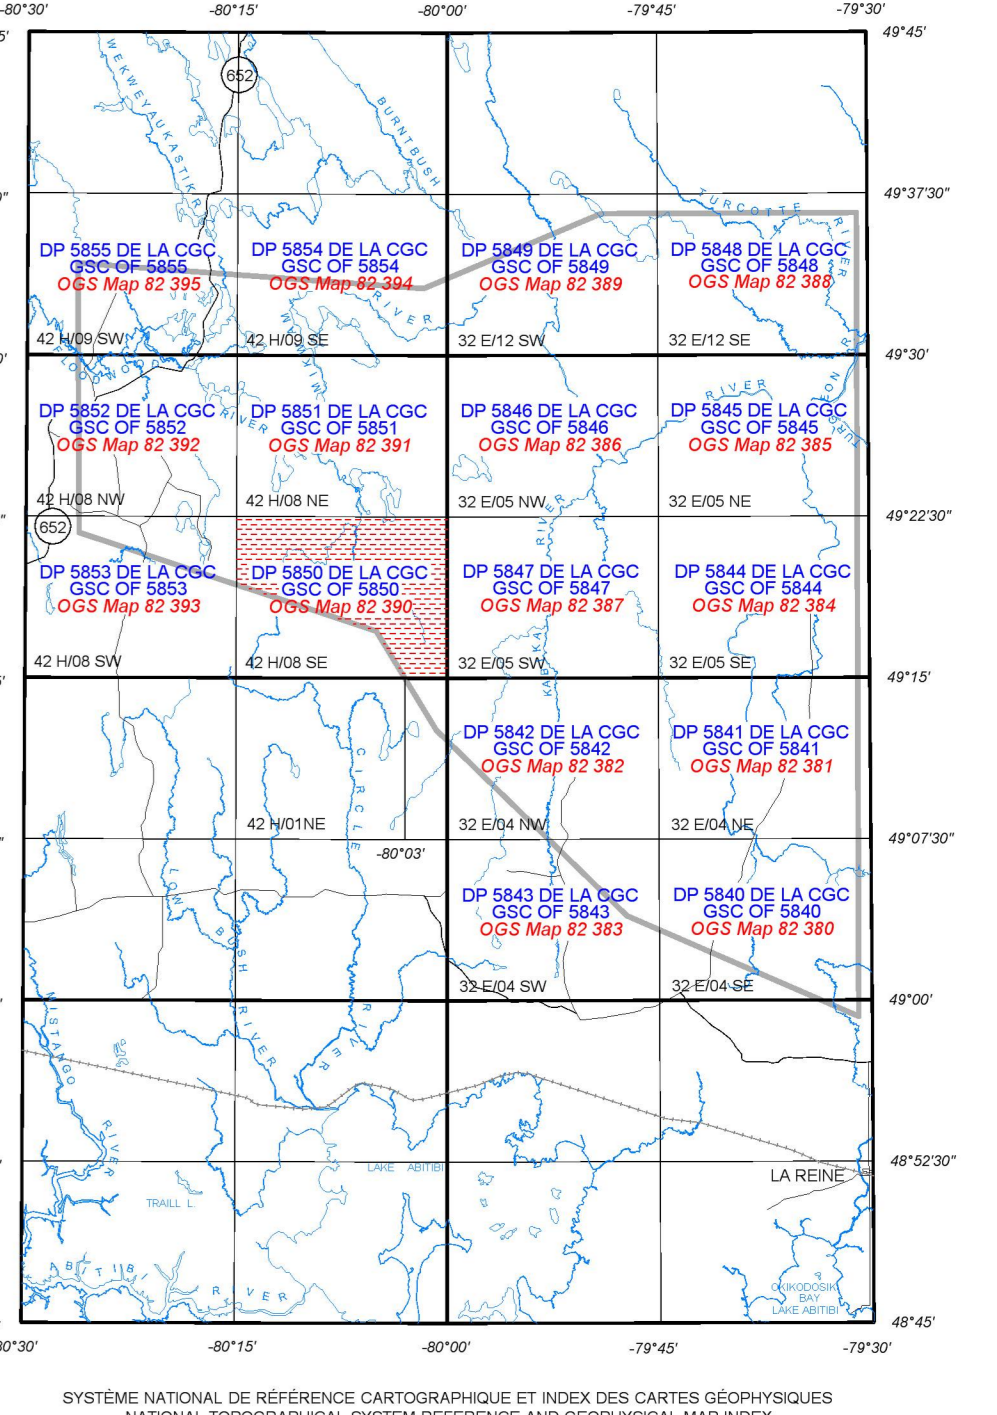 -80°30' -80°15' -80°00' -79°45' -79°30'
49°45'
652
WEKWEYAUKASTIK R
BURNTBUSH
49°37'30"
TURCOTTE
RIVER
DP 5855 DE LA CGC
GSC OF 5855
OGS Map 82 395
DP 5854 DE LA CGC
GSC OF 5854
OGS Map 82 394
DP 5849 DE LA CGC
GSC OF 5849
OGS Map 82 389
DP 5848 DE LA CGC
GSC OF 5848
OGS Map 82 388
RIVER
MIKWAM
42 H/09 SW
42 H/09 SE
32 E/12 SW
32 E/12 SE
49°30'
FLOODWOOD
RIVER
RIVER
TURGEON R
DP 5852 DE LA CGC
GSC OF 5852
OGS Map 82 392
DP 5851 DE LA CGC
GSC OF 5851
OGS Map 82 391
DP 5846 DE LA CGC
GSC OF 5846
OGS Map 82 386
DP 5845 DE LA CGC
GSC OF 5845
OGS Map 82 385
42 H/08 NW
42 H/08 NE
32 E/05 NW
32 E/05 NE
49°22'30"
652
RIVER
DP 5853 DE LA CGC
GSC OF 5853
OGS Map 82 393
DP 5850 DE LA CGC
GSC OF 5850
OGS Map 82 390
DP 5847 DE LA CGC
GSC OF 5847
OGS Map 82 387
DP 5844 DE LA CGC
GSC OF 5844
OGS Map 82 384
42 H/08 SW
42 H/08 SE
32 E/05 SW
32 E/05 SE
49°15'
DP 5842 DE LA CGC
GSC OF 5842
OGS Map 82 382
DP 5841 DE LA CGC
GSC OF 5841
OGS Map 82 381
CIRCLE
42 H/01NE
32 E/04 NW
32 E/04 NE
49°07'30"
-80°03'
DP 5843 DE LA CGC
GSC OF 5843
OGS Map 82 383
DP 5840 DE LA CGC
GSC OF 5840
OGS Map 82 380
LOW
BUSH
RIVER
32 E/04 SW
32 E/04 SE
49°00'
MISTANGO
RIVER
RIVER
48°52'30"
LAKE ABITIBI
LA REINE
TRAILL L.
ABITIBI RIVER
OKIKODOSIK
BAY
LAKE ABITIBI
48°45'
-80°15' -80°00' -79°45' -79°30'
SYSTÈME NATIONAL DE RÉFÉRENCE CARTOGRAPHIQUE ET INDEX DES CARTES GÉOPHYSIQUES
NATIONAL TOPOGRAPHICAL SYSTEM REFERENCE AND GEOPHYSICAL MAP INDEX